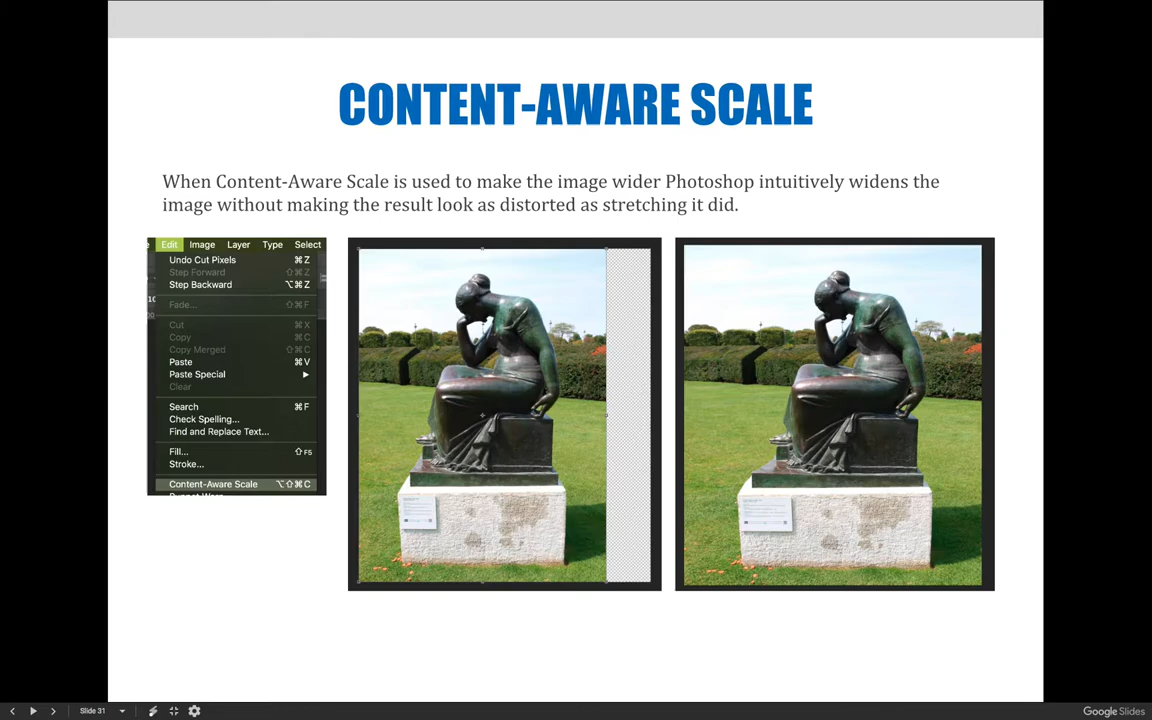 CONTENT-AWARE SCALE
When Content-Aware Scale is used to make the image wider Photoshop intuitively widens the
image without making the result look as distorted as stretching it did.
Edit Image Layer Type Select
Undo Cut Pixels ⌘Z
Step Forward ⇧⌘Z
Step Backward ⌥⌘Z
Fade... ⇧⌘F
Cut ⌘X
Copy ⌘C
Copy Merged ⇧⌘C
Paste ⌘V
Paste Special ▶
Clear
Search ⌘F
Check Spelling...
Find and Replace Text...
Fill... ⇧F5
Stroke...
Content-Aware Scale ⌥⇧⌘C
Slide 31
Google Slides